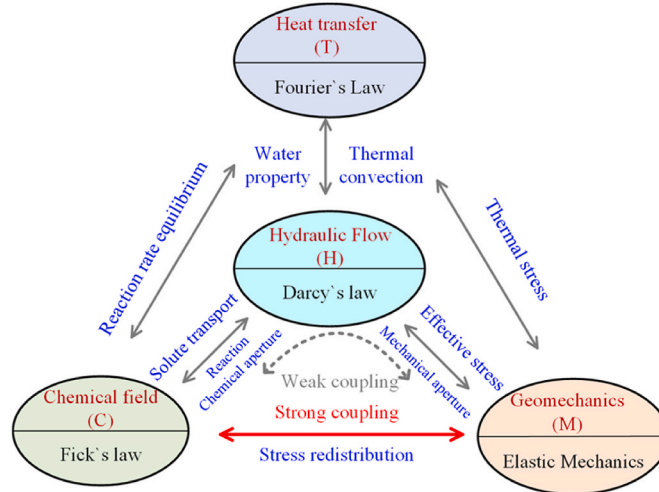 Heat transfer
(T)
Fourier`s Law
Water
property
Thermal
convection
Reaction rate equilibrium
Thermal stress
Hydraulic Flow
(H)
Darcy`s law
Solute transport
Reaction
Chemical aperture
Effective stress
Mechanical aperture
Weak coupling
Strong coupling
Stress redistribution
Chemical field
(C)
Fick`s law
Geomechanics
(M)
Elastic Mechanics